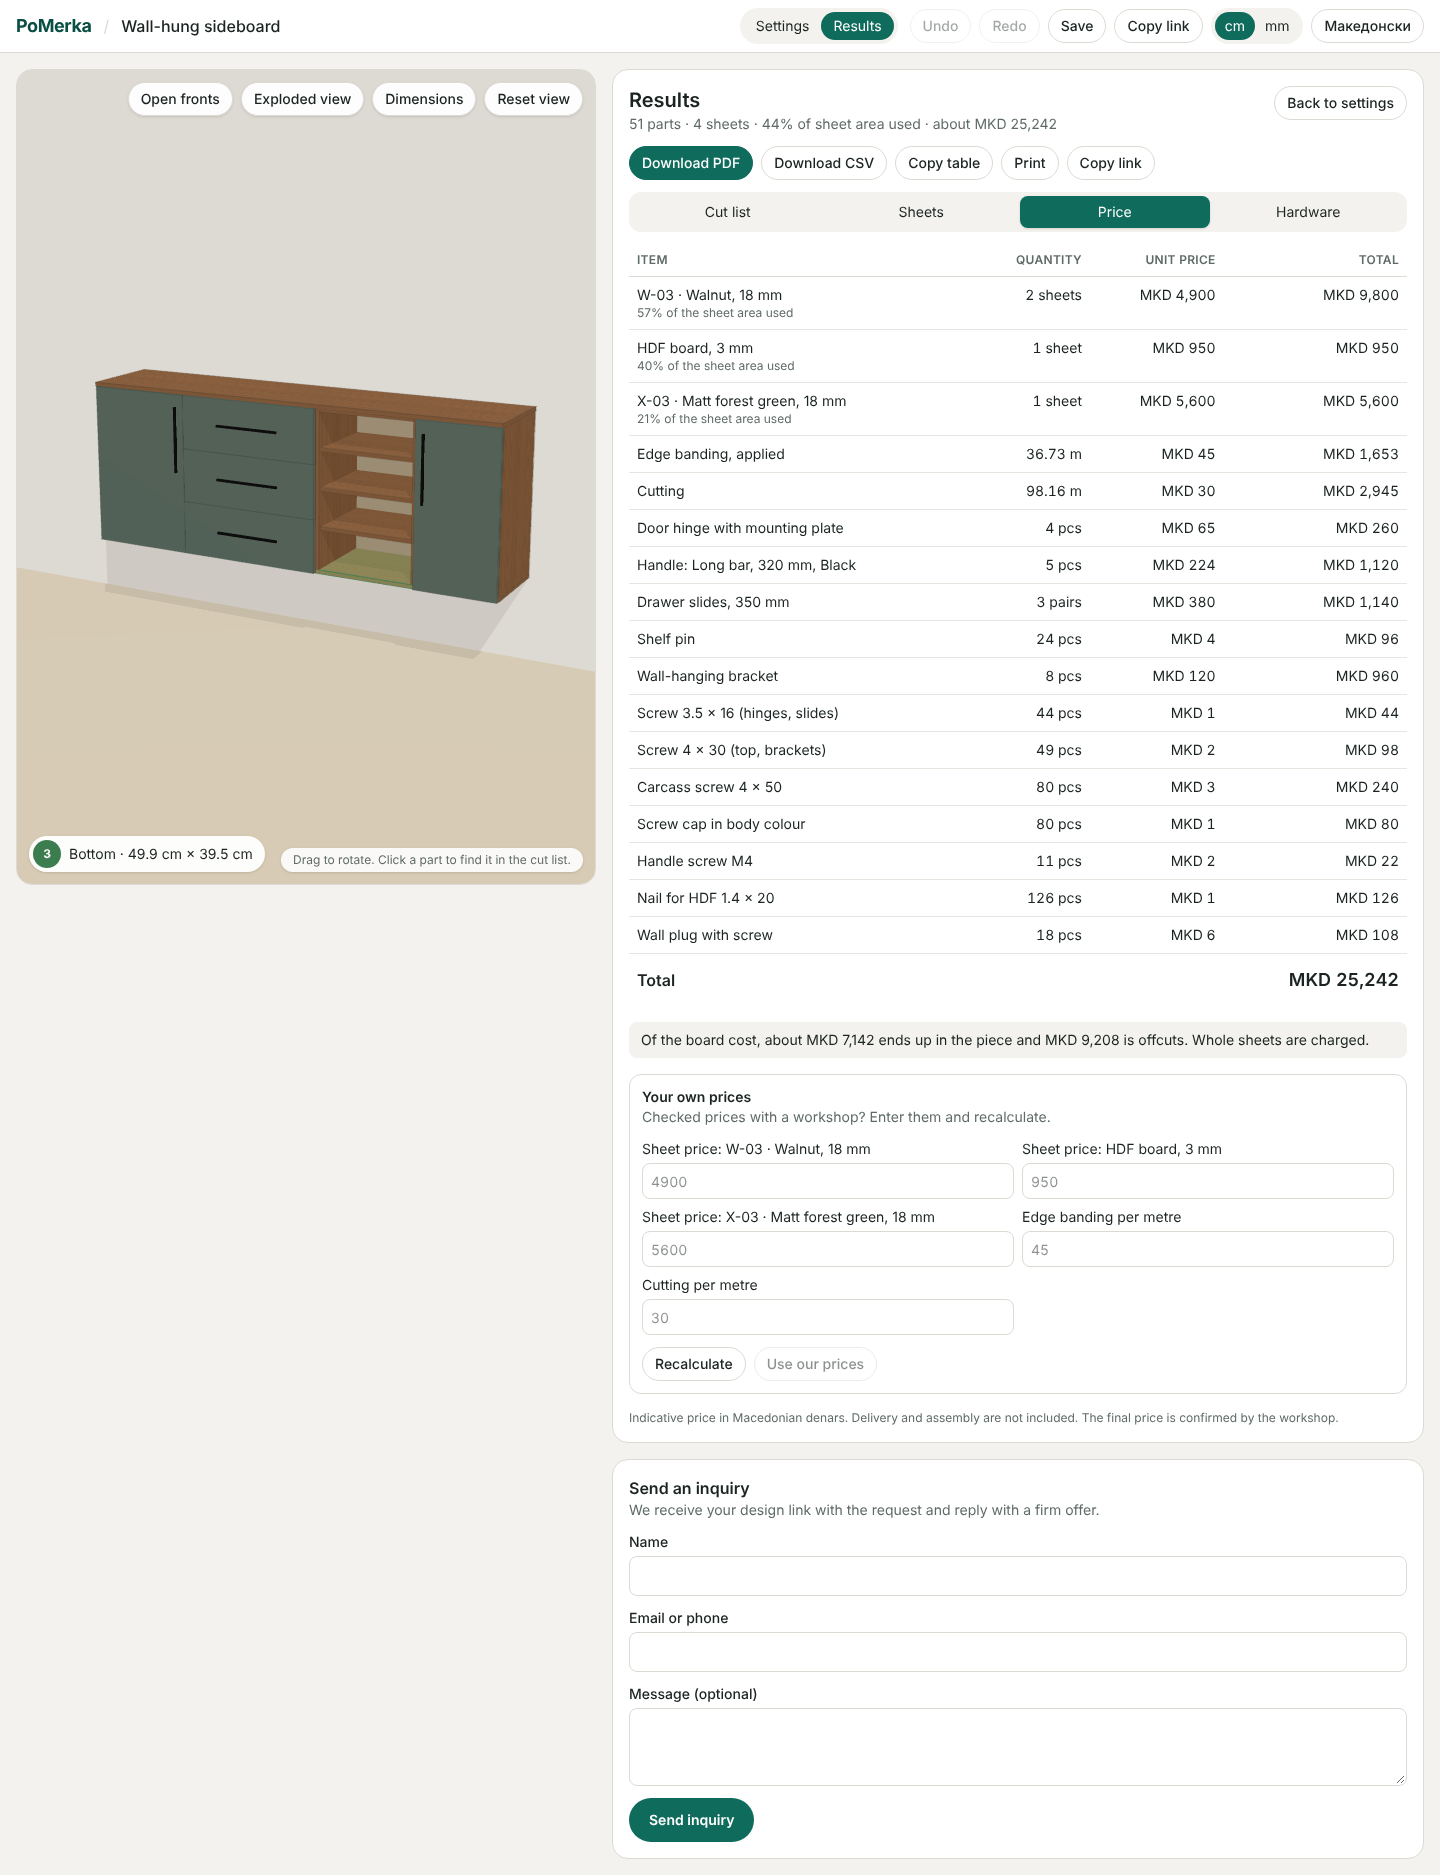 PoMerka / Wall-hung sideboard
Settings Results Undo Redo Save Copy link cm mm Македонски
Open fronts Exploded view Dimensions Reset view
3 Bottom · 49.9 cm × 39.5 cm
Drag to rotate. Click a part to find it in the cut list.
Results
Back to settings
51 parts · 4 sheets · 44% of sheet area used · about MKD 25,242
Download PDF Download CSV Copy table Print Copy link
Cut list Sheets Price Hardware
ITEM QUANTITY UNIT PRICE TOTAL
W-03 · Walnut, 18 mm 2 sheets MKD 4,900 MKD 9,800
57% of the sheet area used
HDF board, 3 mm 1 sheet MKD 950 MKD 950
40% of the sheet area used
X-03 · Matt forest green, 18 mm 1 sheet MKD 5,600 MKD 5,600
21% of the sheet area used
Edge banding, applied 36.73 m MKD 45 MKD 1,653
Cutting 98.16 m MKD 30 MKD 2,945
Door hinge with mounting plate 4 pcs MKD 65 MKD 260
Handle: Long bar, 320 mm, Black 5 pcs MKD 224 MKD 1,120
Drawer slides, 350 mm 3 pairs MKD 380 MKD 1,140
Shelf pin 24 pcs MKD 4 MKD 96
Wall-hanging bracket 8 pcs MKD 120 MKD 960
Screw 3.5 × 16 (hinges, slides) 44 pcs MKD 1 MKD 44
Screw 4 × 30 (top, brackets) 49 pcs MKD 2 MKD 98
Carcass screw 4 × 50 80 pcs MKD 3 MKD 240
Screw cap in body colour 80 pcs MKD 1 MKD 80
Handle screw M4 11 pcs MKD 2 MKD 22
Nail for HDF 1.4 × 20 126 pcs MKD 1 MKD 126
Wall plug with screw 18 pcs MKD 6 MKD 108
Total MKD 25,242
Of the board cost, about MKD 7,142 ends up in the piece and MKD 9,208 is offcuts. Whole sheets are charged.
Your own prices
Checked prices with a workshop? Enter them and recalculate.
Sheet price: W-03 · Walnut, 18 mm Sheet price: HDF board, 3 mm
4900 950
Sheet price: X-03 · Matt forest green, 18 mm Edge banding per metre
5600 45
Cutting per metre
30
Recalculate Use our prices
Indicative price in Macedonian denars. Delivery and assembly are not included. The final price is confirmed by the workshop.
Send an inquiry
We receive your design link with the request and reply with a firm offer.
Name
Email or phone
Message (optional)
Send inquiry